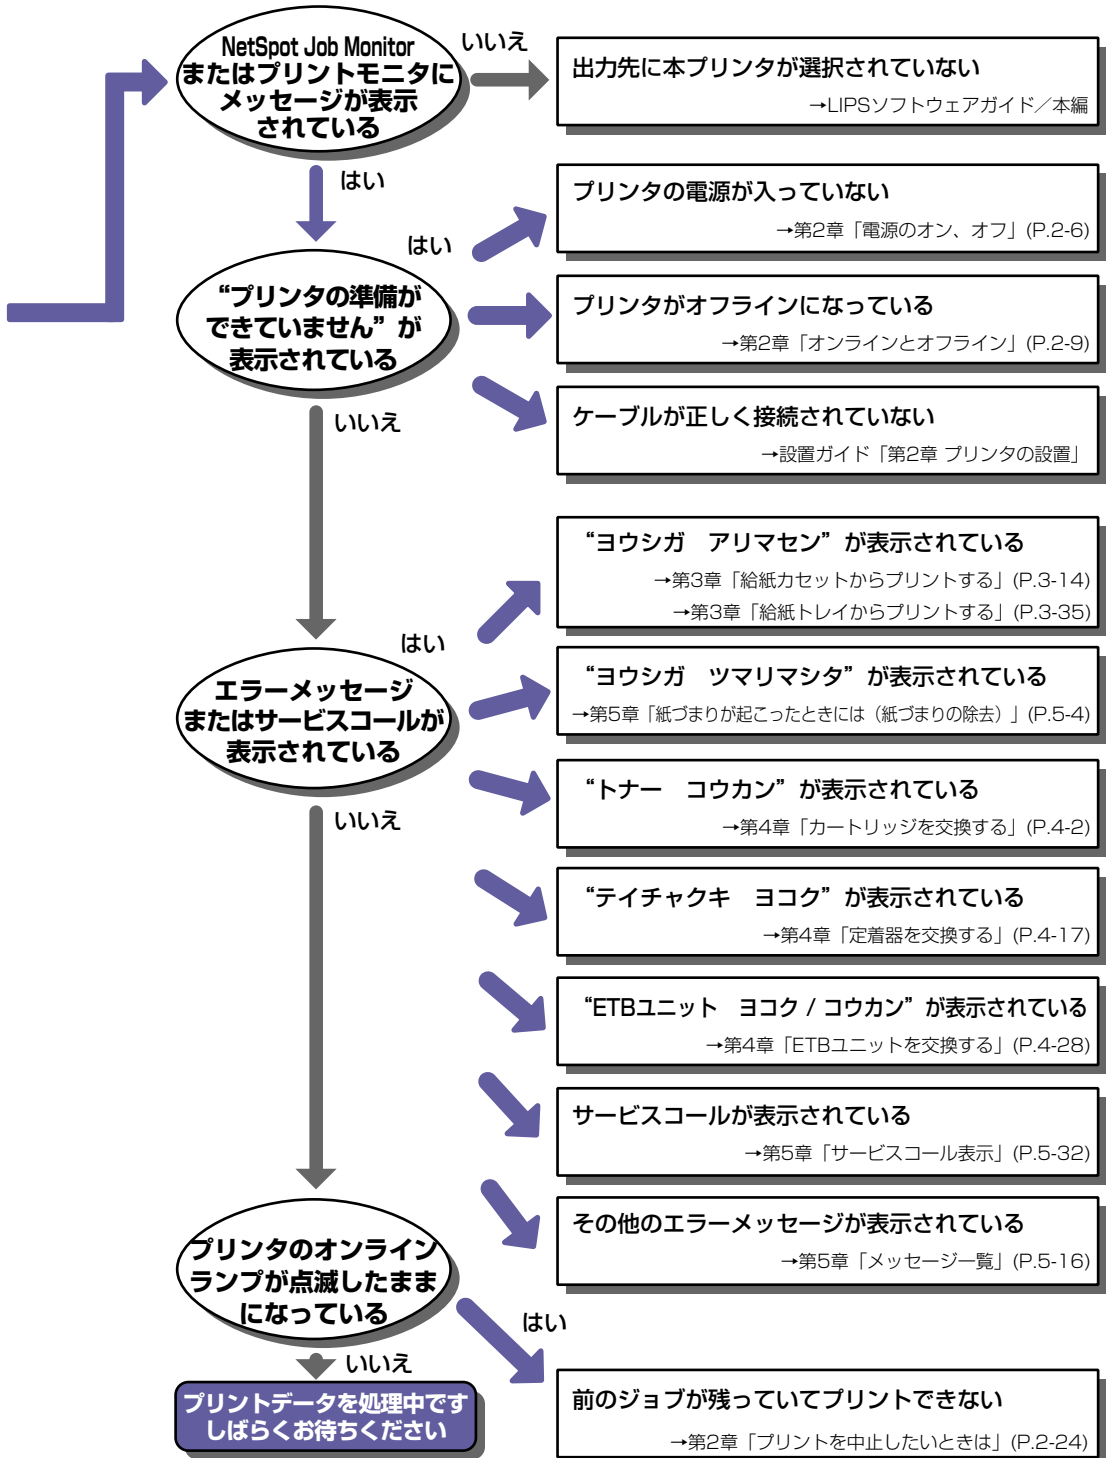 NetSpot Job Monitor
またはプリントモニタに
メッセージが表示
されている
いいえ
出力先に本プリンタが選択されていない
→LIPSソフトウェアガイド／本編
はい
プリンタの電源が入っていない
→第2章「電源のオン、オフ」(P.2-6)
はい
“プリンタの準備が
できていません”が
表示されている
プリンタがオフラインになっている
→第2章「オンラインとオフライン」(P.2-9)
ケーブルが正しく接続されていない
→設置ガイド「第2章 プリンタの設置」
いいえ
“ヨウシガ　アリマセン”が表示されている
→第3章「給紙カセットからプリントする」(P.3-14)
→第3章「給紙トレイからプリントする」(P.3-35)
はい
エラーメッセージ
またはサービスコールが
表示されている
“ヨウシガ　ツマリマシタ”が表示されている
→第5章「紙づまりが起こったときには（紙づまりの除去）」(P.5-4)
“トナー　コウカン”が表示されている
→第4章「カートリッジを交換する」(P.4-2)
いいえ
“テイチャクキ　ヨコク”が表示されている
→第4章「定着器を交換する」(P.4-17)
“ETBユニット　ヨコク / コウカン”が表示されている
→第4章「ETBユニットを交換する」(P.4-28)
サービスコールが表示されている
→第5章「サービスコール表示」(P.5-32)
その他のエラーメッセージが表示されている
→第5章「メッセージ一覧」(P.5-16)
プリンタのオンライン
ランプが点滅したまま
になっている
はい
いいえ
前のジョブが残っていてプリントできない
→第2章「プリントを中止したいときは」(P.2-24)
プリントデータを処理中です
しばらくお待ちください